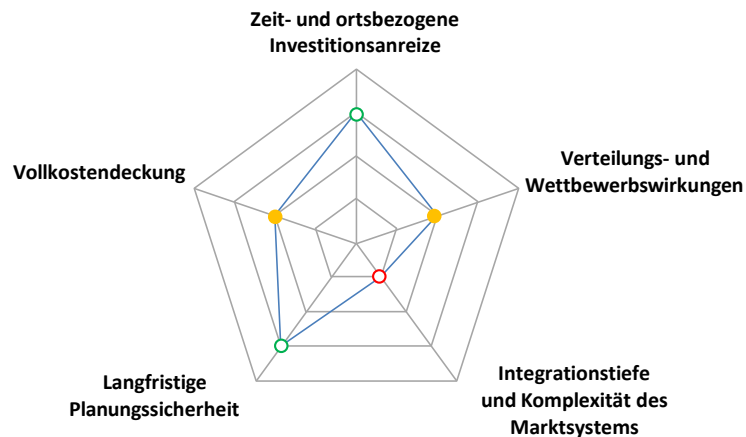 Zeit- und ortsbezogene
Investitionsanreize
Verteilungs- und
Wettbewerbswirkungen
Integrationstiefe
und Komplexität des
Marktsystems
Langfristige
Planungssicherheit
Vollkostendeckung